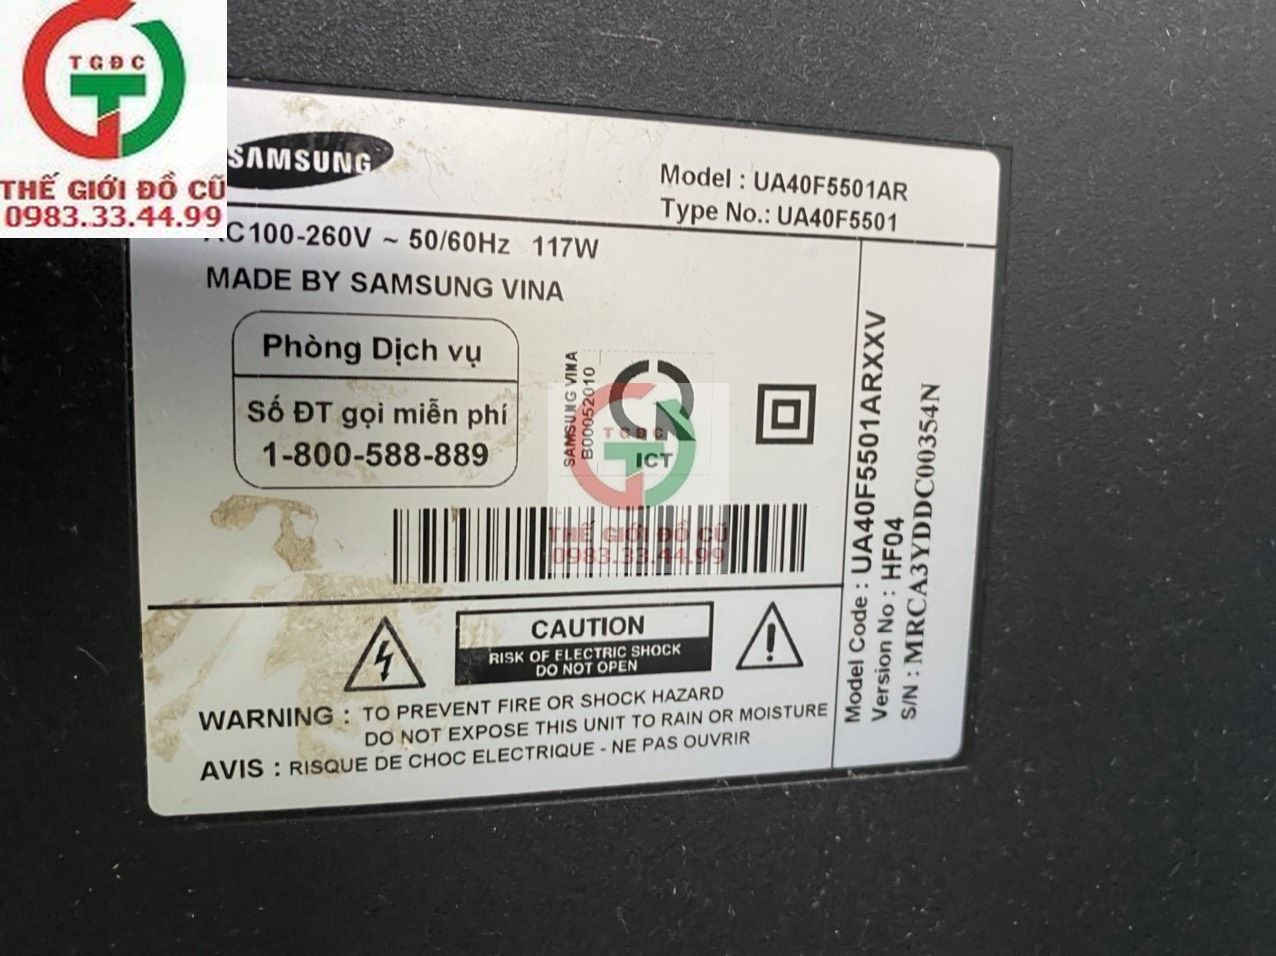 TGĐC
THẾ GIỚI ĐỒ CŨ
0983.33.44.99
SAMSUNG
Model : UA40F5501AR
Type No.: UA40F5501
AC100-260V ~ 50/60Hz 117W
MADE BY SAMSUNG VINA
Phòng Dịch vụ
Số ĐT gọi miễn phí
1-800-588-889
SAMSUNG VINA
B00052010
ICT
TGĐC
THẾ GIỚI ĐỒ CŨ
0983.33.44.99
Model Code : UA40F5501ARXXV
Version No : HF04
S/N : MRCA3YDDC00354N
CAUTION
RISK OF ELECTRIC SHOCK
DO NOT OPEN
WARNING : TO PREVENT FIRE OR SHOCK HAZARD
DO NOT EXPOSE THIS UNIT TO RAIN OR MOISTURE
AVIS : RISQUE DE CHOC ELECTRIQUE - NE PAS OUVRIR